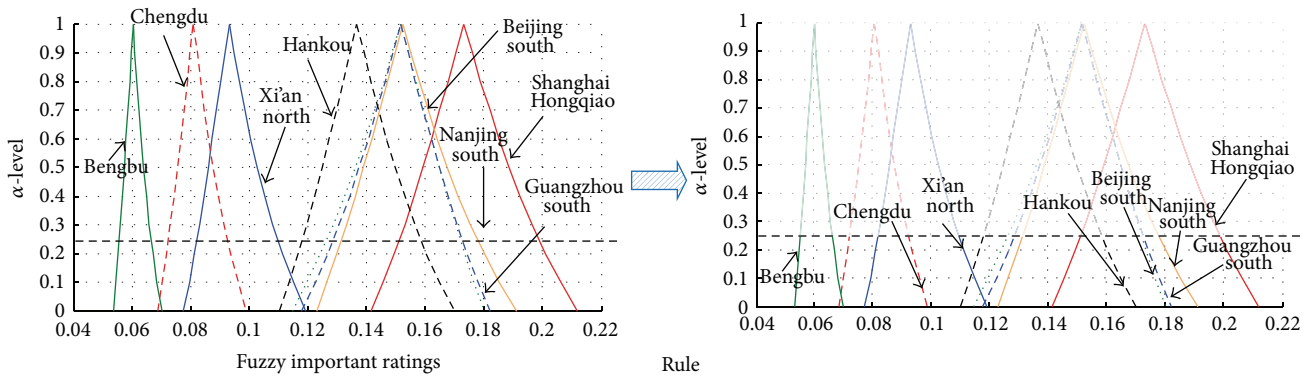 Chengdu
Hankou
Beijing
south
Shanghai
Hongqiao
Xi'an
north
Nanjing
south
Bengbu
Guangzhou
south
α-level
1
0.9
0.8
0.7
0.6
0.5
0.4
0.3
0.2
0.1
0
0.04 0.06 0.08 0.1 0.12 0.14 0.16 0.18 0.2 0.22
Fuzzy important ratings
α-level
1
0.9
0.8
0.7
0.6
0.5
0.4
0.3
0.2
0.1
0
Shanghai
Hongqiao
Xi'an
north
Beijing
south
Chengdu
Hankou
Nanjing
south
Guangzhou
south
Bengbu
0.04 0.06 0.08 0.1 0.12 0.14 0.16 0.18 0.2 0.22
Rule